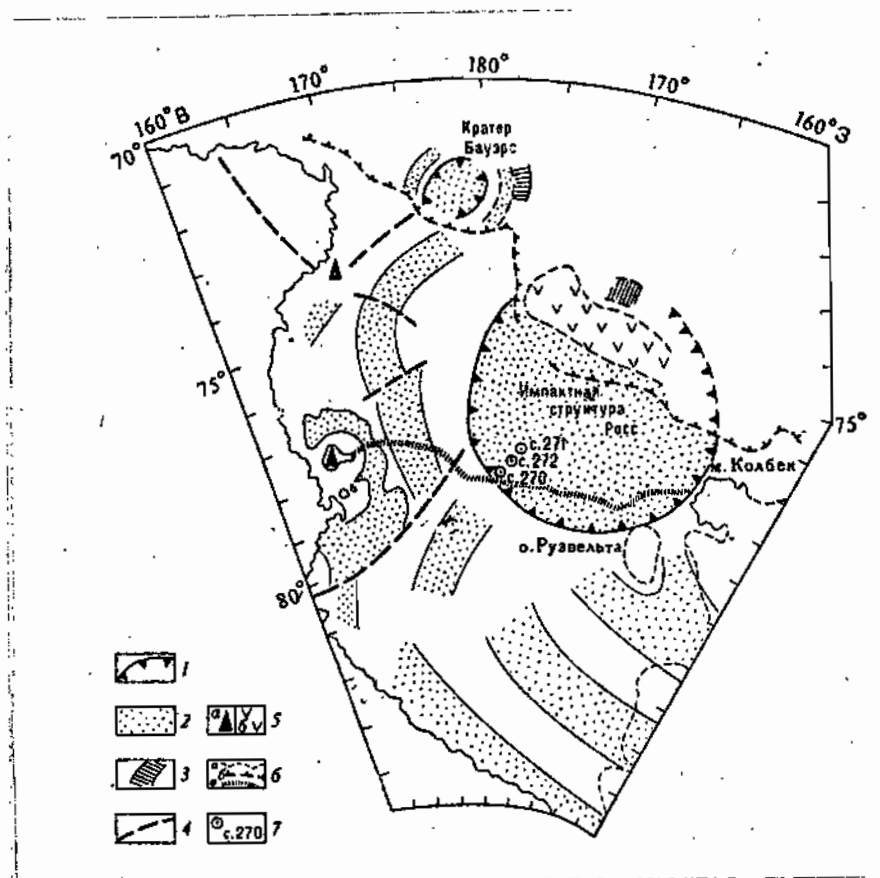 180°
170°
170°
160°В
160°З
70°
Кратер
Бауэрс
75°
75°
Импактная
структура
Росс
с.271
с.272
с.270
м. Колбек
о. Рузвельта
80°
1
2
а
б
5
3
6
4
с.270
7